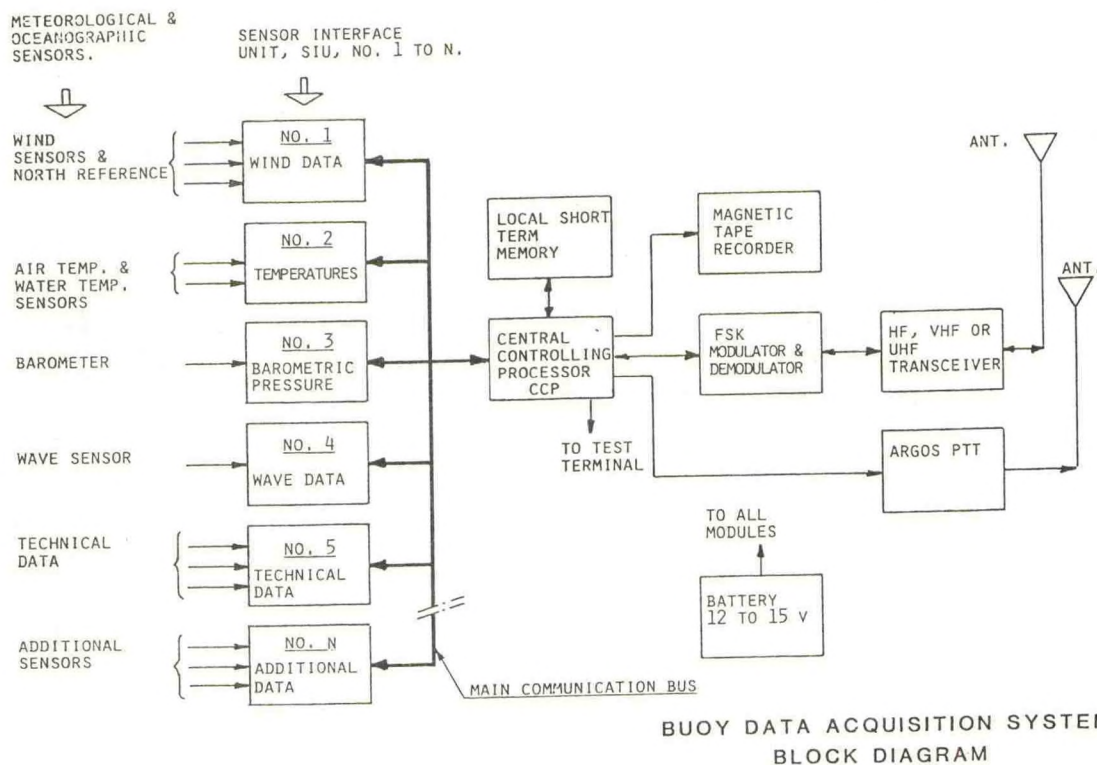 METEOROLOGICAL &
OCEANOGRAPHIC
SENSORS.
SENSOR INTERFACE
UNIT, SIU, NO. 1 TO N.
WIND
SENSORS &
NORTH REFERENCE
NO. 1
WIND DATA
AIR TEMP. &
WATER TEMP.
SENSORS
NO. 2
TEMPERATURES
BAROMETER
NO. 3
BAROMETRIC
PRESSURE
WAVE SENSOR
NO. 4
WAVE DATA
TECHNICAL
DATA
NO. 5
TECHNICAL
DATA
ADDITIONAL
SENSORS
NO. N
ADDITIONAL
DATA
MAIN COMMUNICATION BUS
LOCAL SHORT
TERM
MEMORY
CENTRAL
CONTROLLING
PROCESSOR
CCP
TO TEST
TERMINAL
MAGNETIC
TAPE
RECORDER
FSK
MODULATOR &
DEMODULATOR
HF, VHF OR
UHF
TRANSCEIVER
ANT.
ANT.
ARGOS PTT
TO ALL
MODULES
BATTERY
12 TO 15 V
BUOY DATA ACQUISITION SYSTEM
BLOCK DIAGRAM